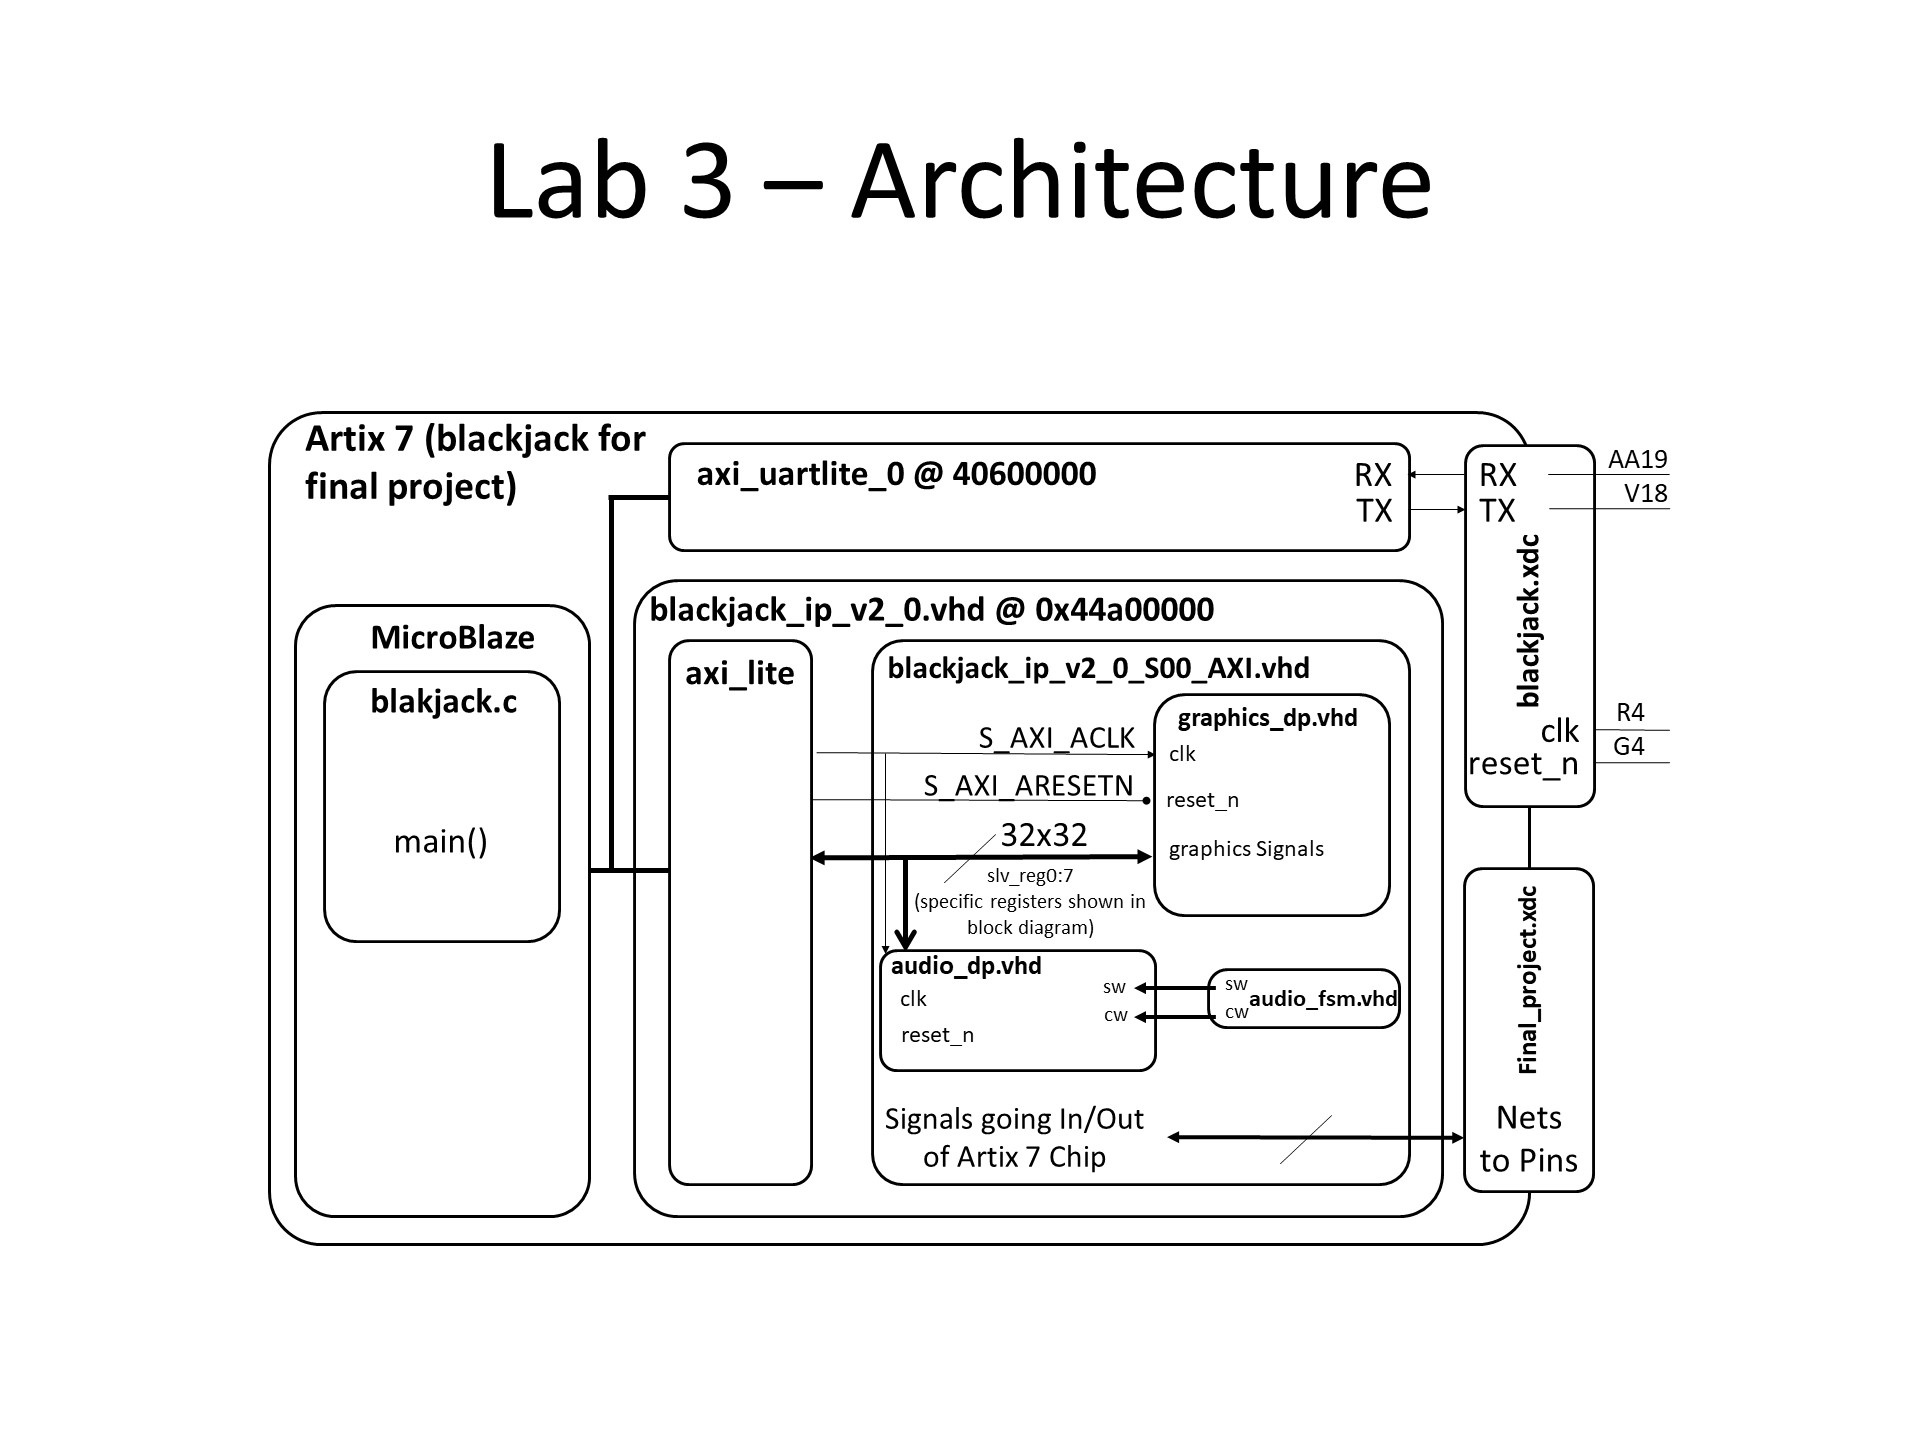 Lab 3 – Architecture
Artix 7 (blackjack for
final project)
axi_uartlite_0 @ 40600000
RX
TX
RX
TX
AA19
V18
blackjack.xdc
clk
reset_n
R4
G4
MicroBlaze
blakjack.c
main()
blackjack_ip_v2_0.vhd @ 0x44a00000
axi_lite
blackjack_ip_v2_0_S00_AXI.vhd
graphics_dp.vhd
S_AXI_ACLK
clk
S_AXI_ARESETN
reset_n
32x32
graphics Signals
slv_reg0:7
(specific registers shown in
block diagram)
audio_dp.vhd
clk
reset_n
sw
cw
sw
cw
audio_fsm.vhd
Signals going In/Out
of Artix 7 Chip
Final_project.xdc
Nets
to Pins